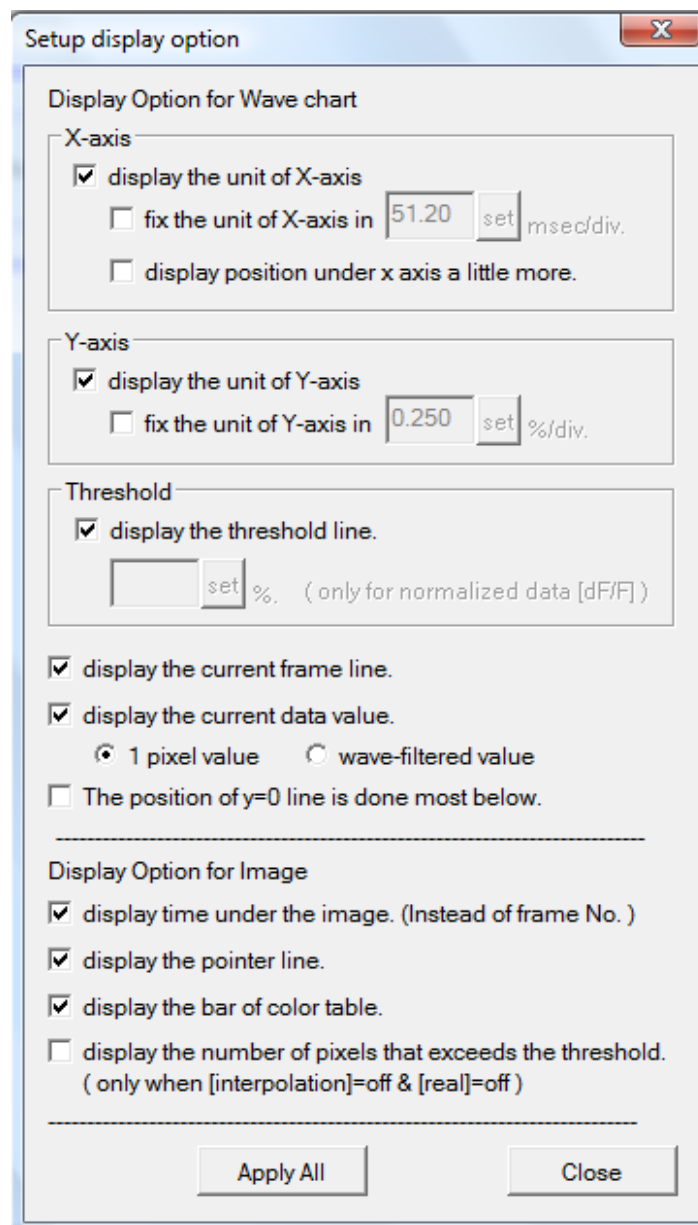 Setup display option
Display Option for Wave chart
X-axis
display the unit of X-axis
fix the unit of X-axis in 51.20 set msec/div.
display position under x axis a little more.
Y-axis
display the unit of Y-axis
fix the unit of Y-axis in 0.250 set %/div.
Threshold
display the threshold line.
set %. ( only for normalized data [dF/F] )
display the current frame line.
display the current data value.
1 pixel value wave-filtered value
The position of y=0 line is done most below.
Display Option for Image
display time under the image. (Instead of frame No. )
display the pointer line.
display the bar of color table.
display the number of pixels that exceeds the threshold.
( only when [interpolation]=off & [real]=off )
Apply All Close